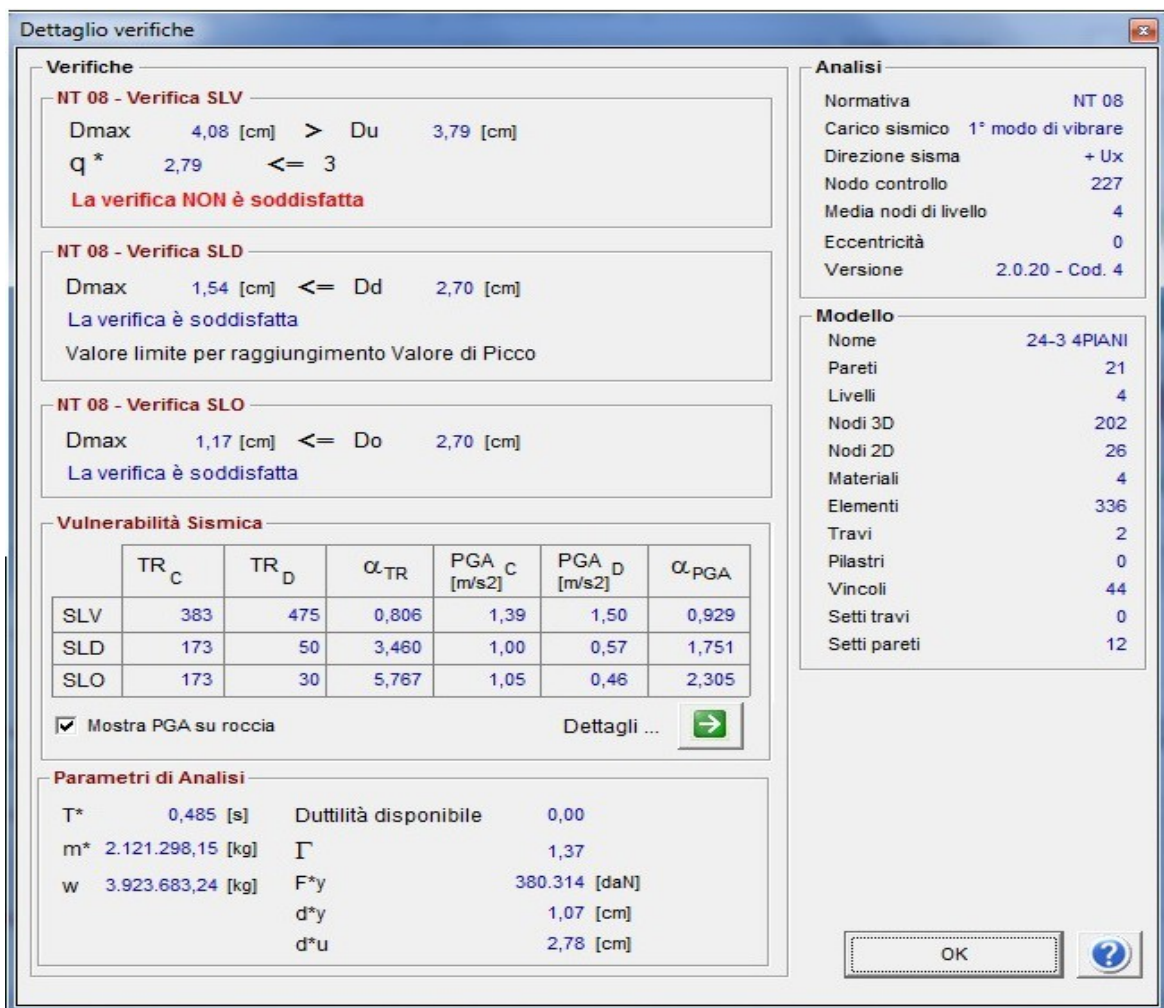 Dettaglio verifiche
Verifiche
NT 08 - Verifica SLV
Dmax 4,08 [cm] > Du 3,79 [cm]
q * 2,79 <= 3
La verifica NON è soddisfatta
NT 08 - Verifica SLD
Dmax 1,54 [cm] <= Dd 2,70 [cm]
La verifica è soddisfatta
Valore limite per raggiungimento Valore di Picco
NT 08 - Verifica SLO
Dmax 1,17 [cm] <= Do 2,70 [cm]
La verifica è soddisfatta
Vulnerabilità Sismica
TR C TR D α TR PGA C [m/s2] PGA D [m/s2] α PGA
SLV 383 475 0,806 1,39 1,50 0,929
SLD 173 50 3,460 1,00 0,57 1,751
SLO 173 30 5,767 1,05 0,46 2,305
Mostra PGA su roccia Dettagli ...
Parametri di Analisi
T* 0,485 [s] Duttilità disponibile 0,00
m* 2.121.298,15 [kg] Γ 1,37
w 3.923.683,24 [kg] F*y 380.314 [daN]
d*y 1,07 [cm]
d*u 2,78 [cm]
Analisi
Normativa NT 08
Carico sismico 1° modo di vibrare
Direzione sisma + Ux
Nodo controllo 227
Media nodi di livello 4
Eccentricità 0
Versione 2.0.20 - Cod. 4
Modello
Nome 24-3 4PIANI
Pareti 21
Livelli 4
Nodi 3D 202
Nodi 2D 26
Materiali 4
Elementi 336
Travi 2
Pilastri 0
Vincoli 44
Setti travi 0
Setti pareti 12
OK
?